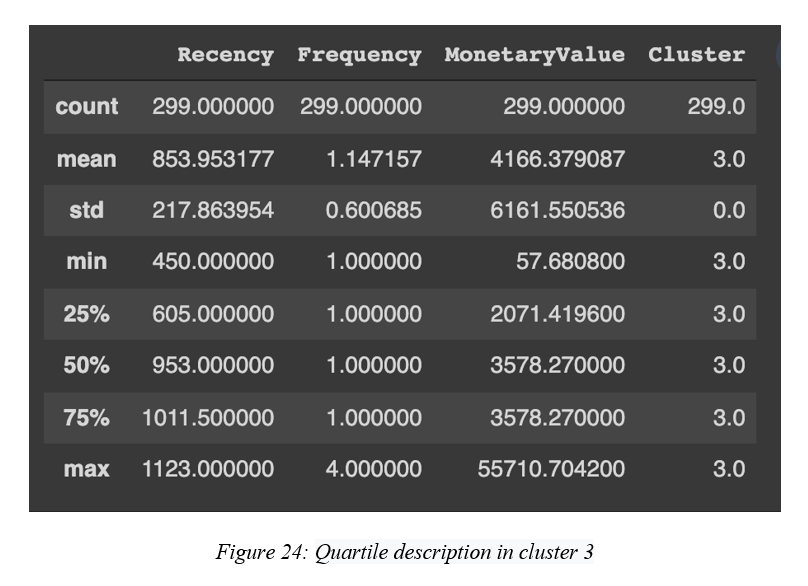 Recency Frequency MonetaryValue Cluster
count 299.000000 299.000000 299.000000 299.0
mean 853.953177 1.147157 4166.379087 3.0
std 217.863954 0.600685 6161.550536 0.0
min 450.000000 1.000000 57.680800 3.0
25% 605.000000 1.000000 2071.419600 3.0
50% 953.000000 1.000000 3578.270000 3.0
75% 1011.500000 1.000000 3578.270000 3.0
max 1123.000000 4.000000 55710.704200 3.0
Figure 24: Quartile description in cluster 3